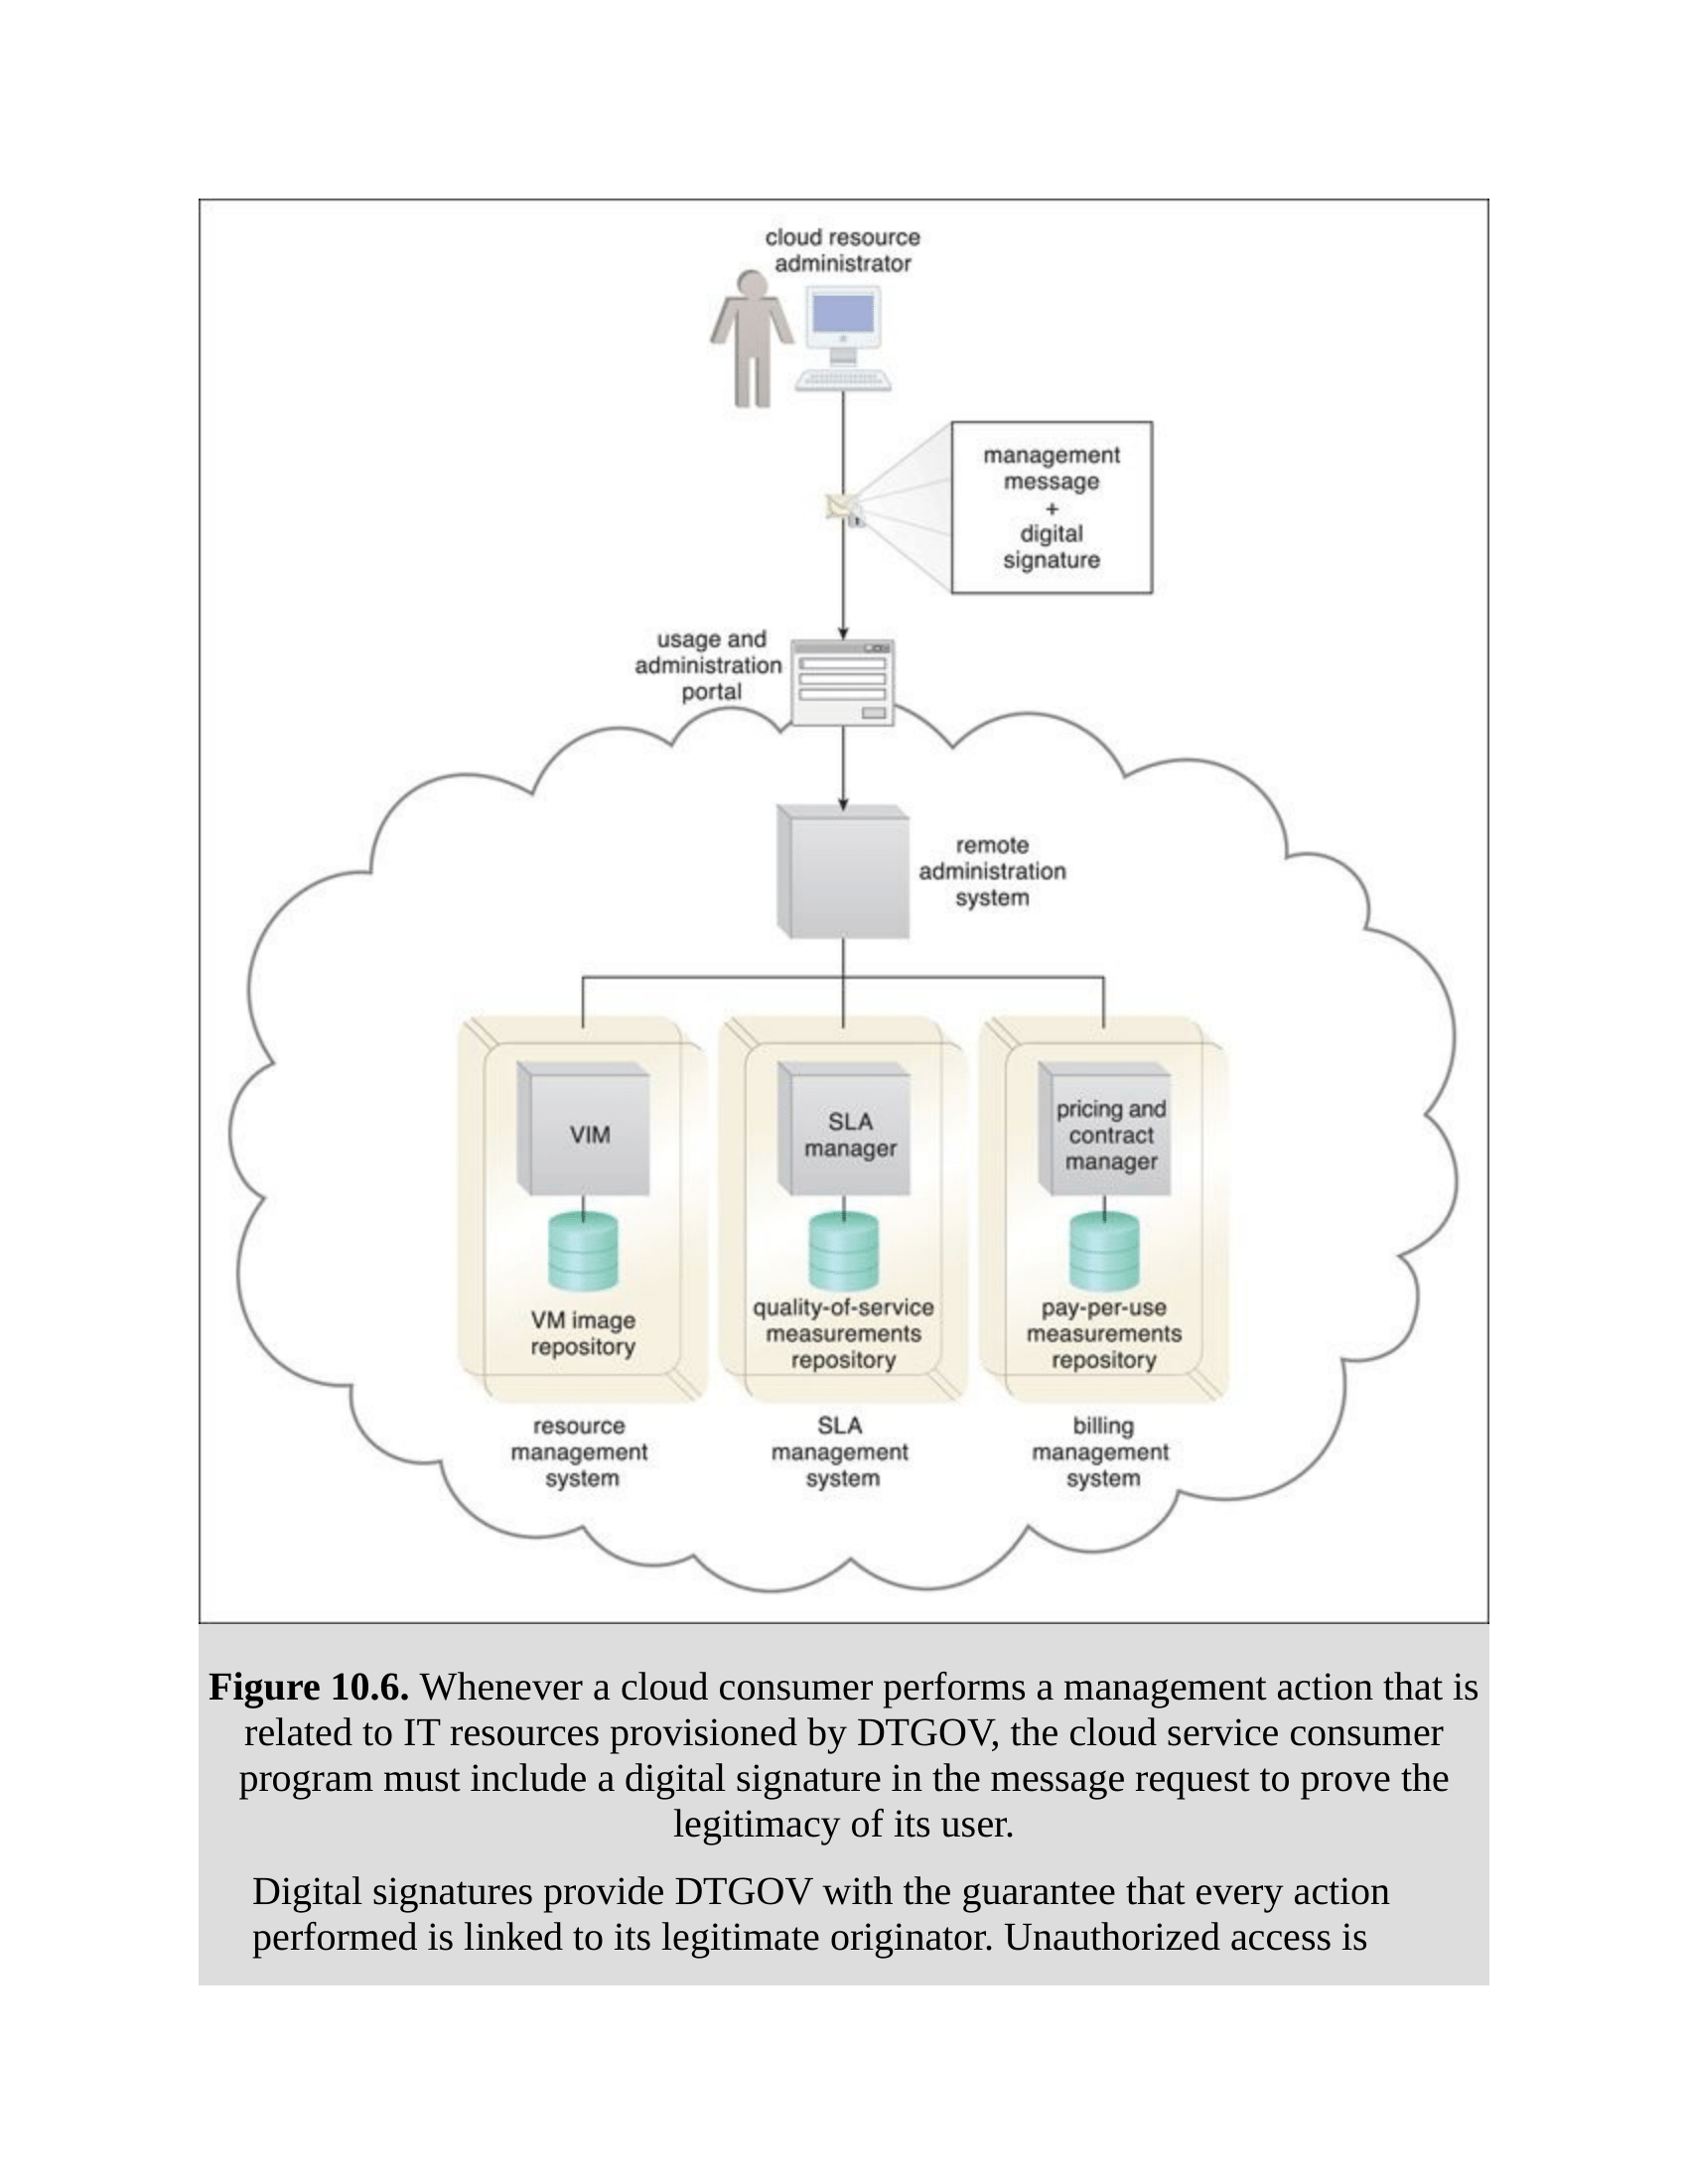 cloud resource
administrator
management
message
+
digital
signature
usage and
administration
portal
remote
administration
system
VIM
VM image
repository
resource
management
system
SLA
manager
quality-of-service
measurements
repository
SLA
management
system
pricing and
contract
manager
pay-per-use
measurements
repository
billing
management
system
Figure 10.6. Whenever a cloud consumer performs a management action that is
related to IT resources provisioned by DTGOV, the cloud service consumer
program must include a digital signature in the message request to prove the
legitimacy of its user.
Digital signatures provide DTGOV with the guarantee that every action
performed is linked to its legitimate originator. Unauthorized access is